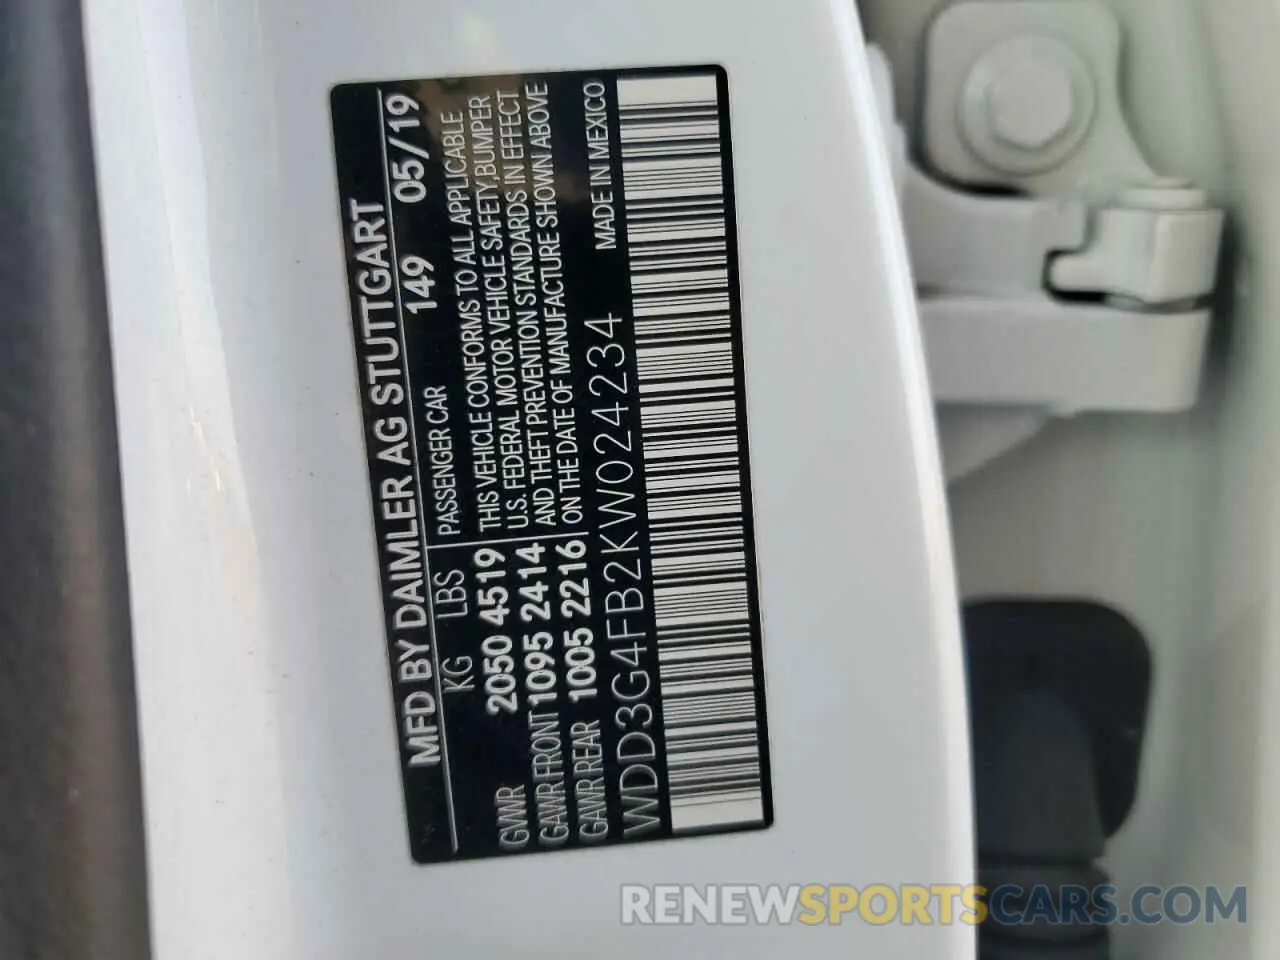 MFD BY DAIMLER AG STUTTGART
149 05/19
KG LBS PASSENGER CAR
GVWR 2050 4519
GAWR FRONT 1095 2414
GAWR REAR 1005 2216
THIS VEHICLE CONFORMS TO ALL APPLICABLE
U.S. FEDERAL MOTOR VEHICLE SAFETY,BUMPER
AND THEFT PREVENTION STANDARDS IN EFFECT
ON THE DATE OF MANUFACTURE SHOWN ABOVE
WDD3G4FB2KW024234 MADE IN MEXICO
RENEWSPORTSCARS.COM